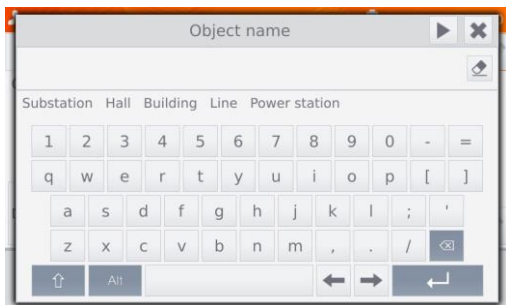 Object name
Substation Hall Building Line Power station
1 2 3 4 5 6 7 8 9 0 - =
q w e r t y u i o p [ ]
a s d f g h j k l ; '
z x c v b n m , . /
Alt